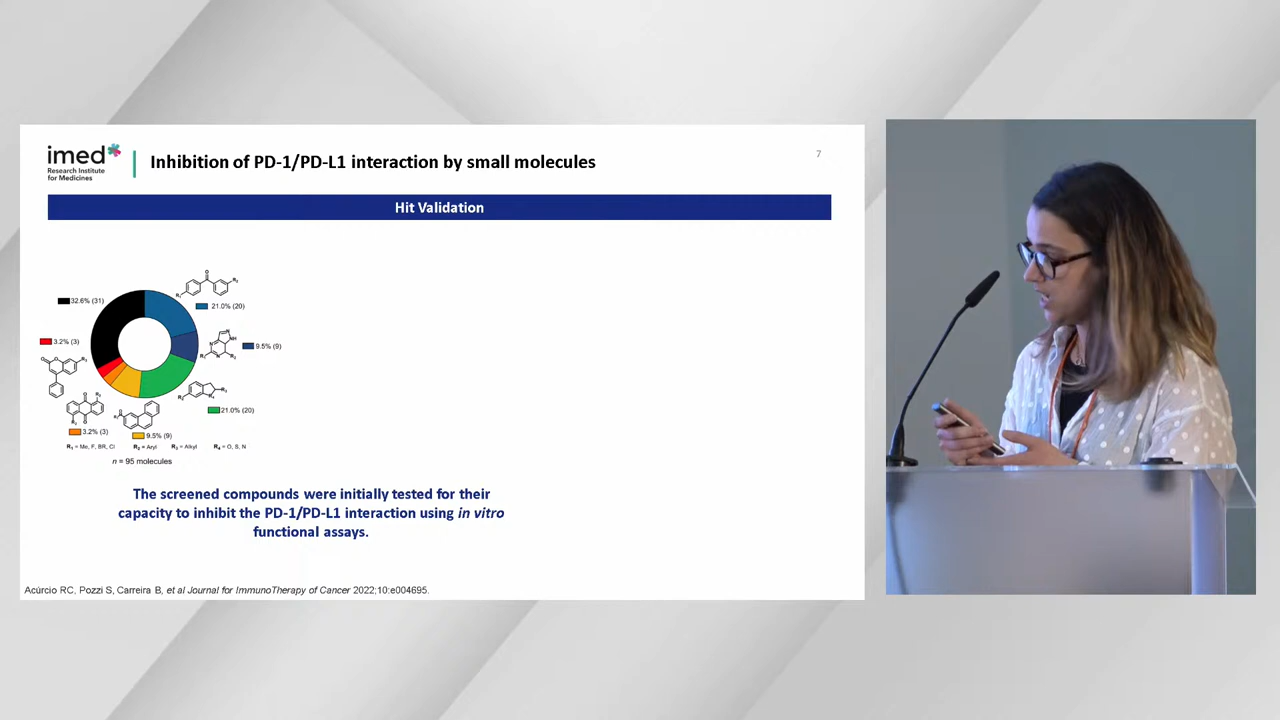 imed
Research Institute
for Medicines
Inhibition of PD-1/PD-L1 interaction by small molecules
7
Hit Validation
32.6% (31)
21.0% (20)
3.2% (3)
9.5% (9)
21.0% (20)
3.2% (3)
9.5% (9)
R1 = Me, F, BR, Cl R2 = Aryl R3 = Alkyl R4 = O, S, N
n = 95 molecules
The screened compounds were initially tested for their
capacity to inhibit the PD-1/PD-L1 interaction using in vitro
functional assays.
Acúrcio RC, Pozzi S, Carreira B, et al Journal for ImmunoTherapy of Cancer 2022;10:e004695.